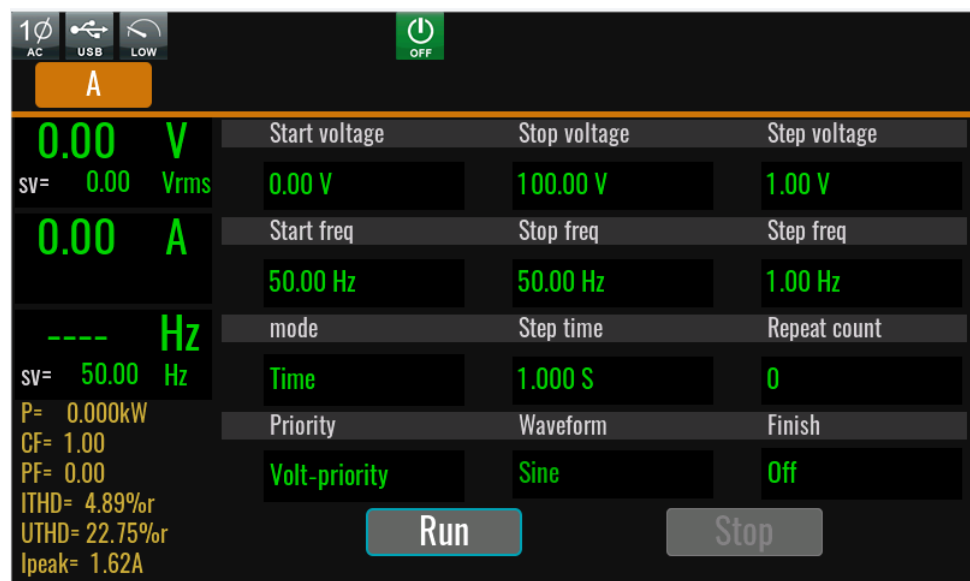 1Ø
AC USB LOW OFF
A
0.00 V
sv= 0.00 Vrms
0.00 A
---- Hz
sv= 50.00 Hz
P= 0.000kW
CF= 1.00
PF= 0.00
ITHD= 4.89%r
UTHD= 22.75%r
Ipeak= 1.62A
Start voltage Stop voltage Step voltage
0.00 V 100.00 V 1.00 V
Start freq Stop freq Step freq
50.00 Hz 50.00 Hz 1.00 Hz
mode Step time Repeat count
Time 1.000 S 0
Priority Waveform Finish
Volt-priority Sine Off
Run Stop